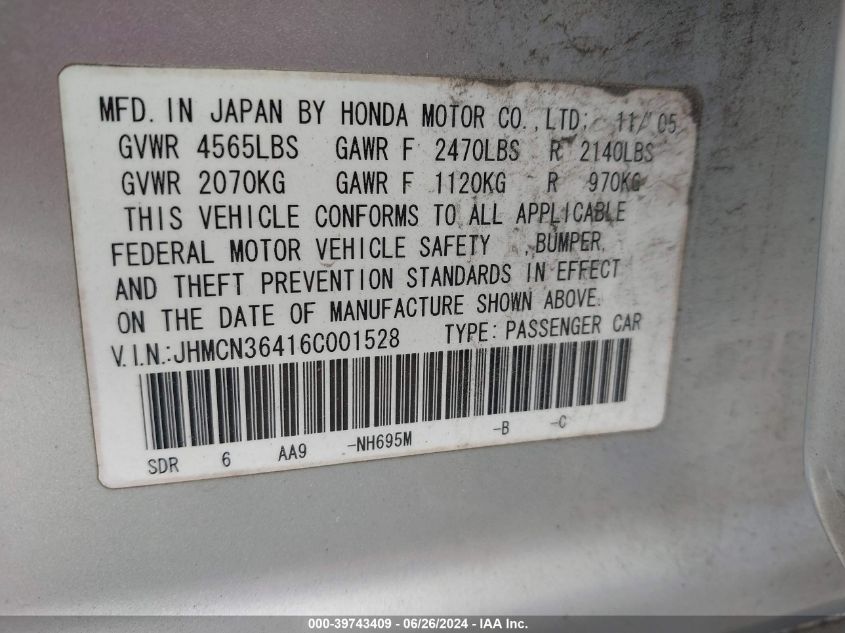 MFD. IN JAPAN BY HONDA MOTOR CO.,LTD; 11/05
GVWR 4565LBS GAWR F 2470LBS R 2140LBS
GVWR 2070KG GAWR F 1120KG R 970KG
THIS VEHICLE CONFORMS TO ALL APPLICABLE
FEDERAL MOTOR VEHICLE SAFETY ,BUMPER,
AND THEFT PREVENTION STANDARDS IN EFFECT
ON THE DATE OF MANUFACTURE SHOWN ABOVE.
V.I.N.:JHMCN36416C001528 TYPE: PASSENGER CAR
SDR 6 AA9 -NH695M -B -C
000-39743409 - 06/26/2024 - IAA Inc.